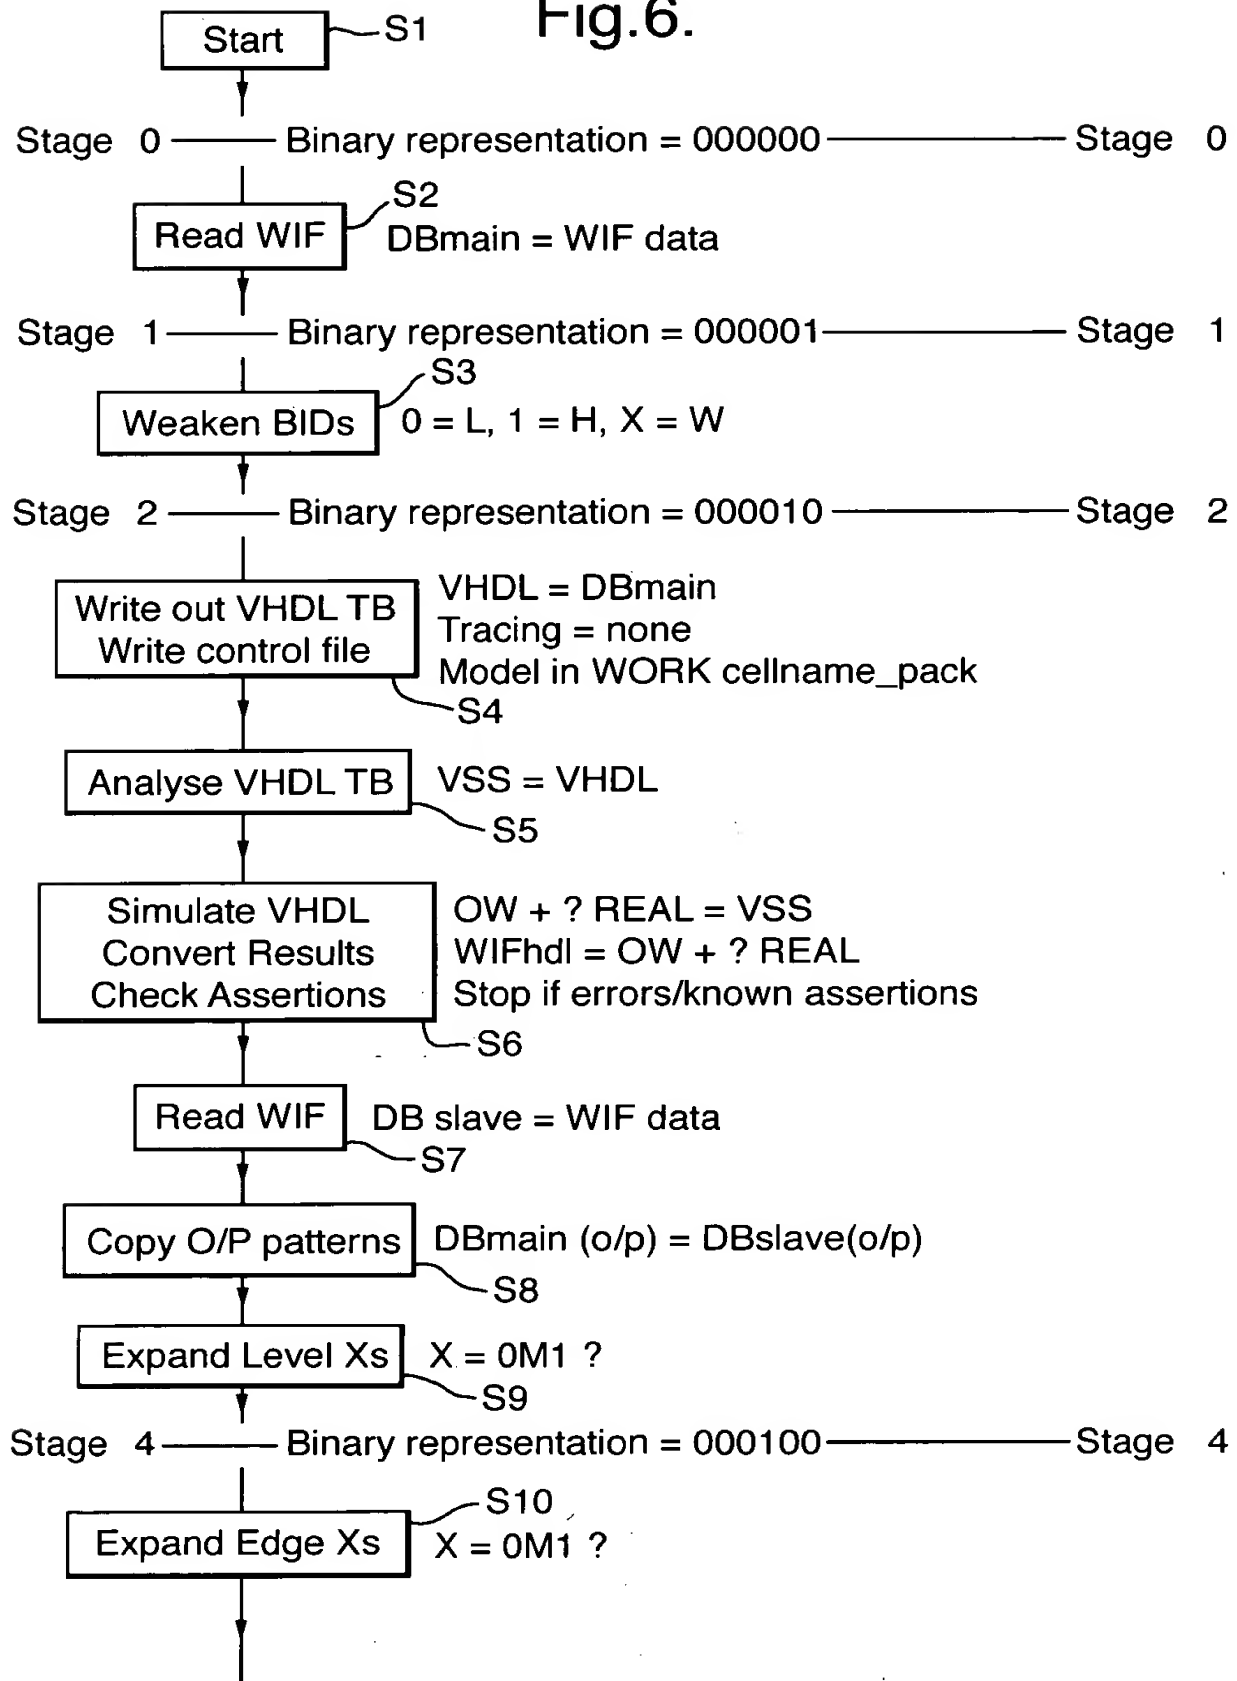 Fig.6.
Start S1
Stage 0 Binary representation = 000000 Stage 0
S2
Read WIF DBmain = WIF data
Stage 1 Binary representation = 000001 Stage 1
S3
Weaken BIDs 0 = L, 1 = H, X = W
Stage 2 Binary representation = 000010 Stage 2
Write out VHDL TB
Write control file
VHDL = DBmain
Tracing = none
Model in WORK cellname_pack
S4
Analyse VHDL TB VSS = VHDL
S5
Simulate VHDL
Convert Results
Check Assertions
OW + ? REAL = VSS
WIFhdl = OW + ? REAL
Stop if errors/known assertions
S6
Read WIF DB slave = WIF data
S7
Copy O/P patterns DBmain (o/p) = DBslave(o/p)
S8
Expand Level Xs X = 0M1 ?
S9
Stage 4 Binary representation = 000100 Stage 4
S10
Expand Edge Xs X = 0M1 ?